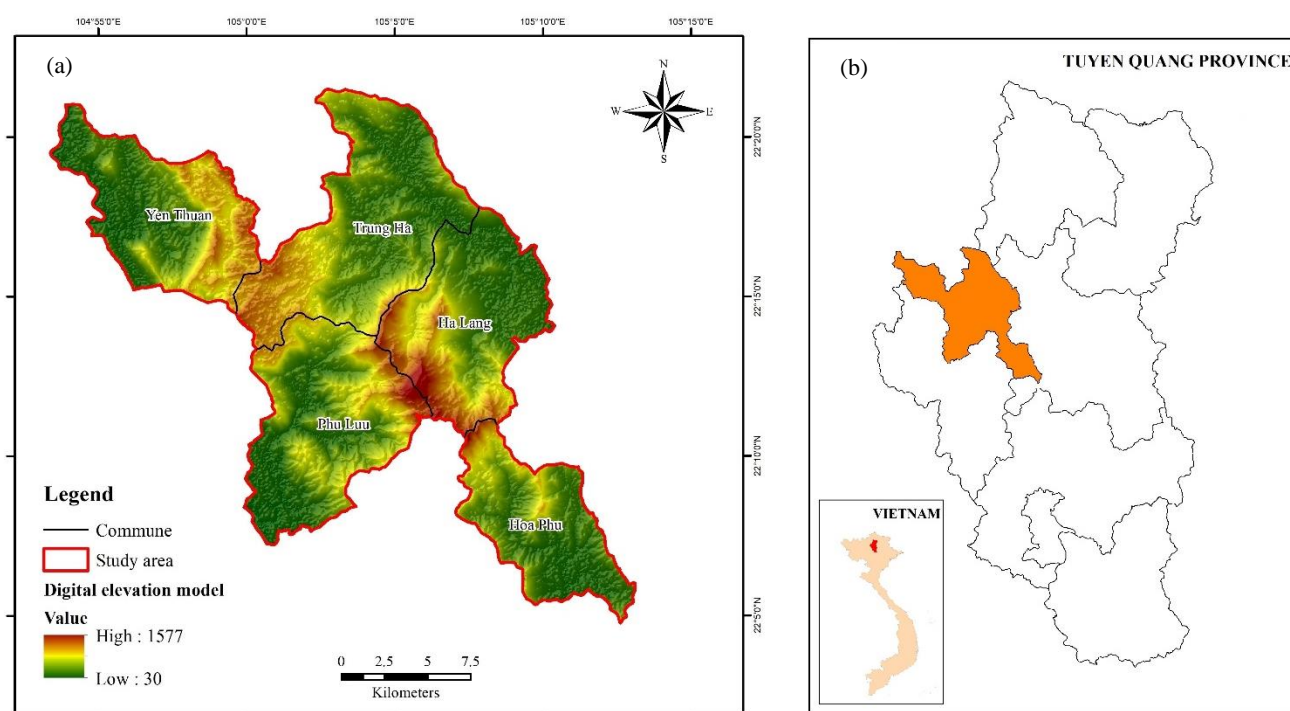 104°55'0"E
105°0'0"E
105°5'0"E
105°10'0"E
105°15'0"E
(a)
N
W
E
S
22°20'0"N
22°15'0"N
22°10'0"N
22°5'0"N
Yen Thuan
Trung Ha
Ha Lang
Phu Luu
Hoa Phu
Legend
Commune
Study area
Digital elevation model
Value
High : 1577
Low : 30
0 2,5 5 7,5
Kilometers
(b)
TUYEN QUANG PROVINCE
VIETNAM